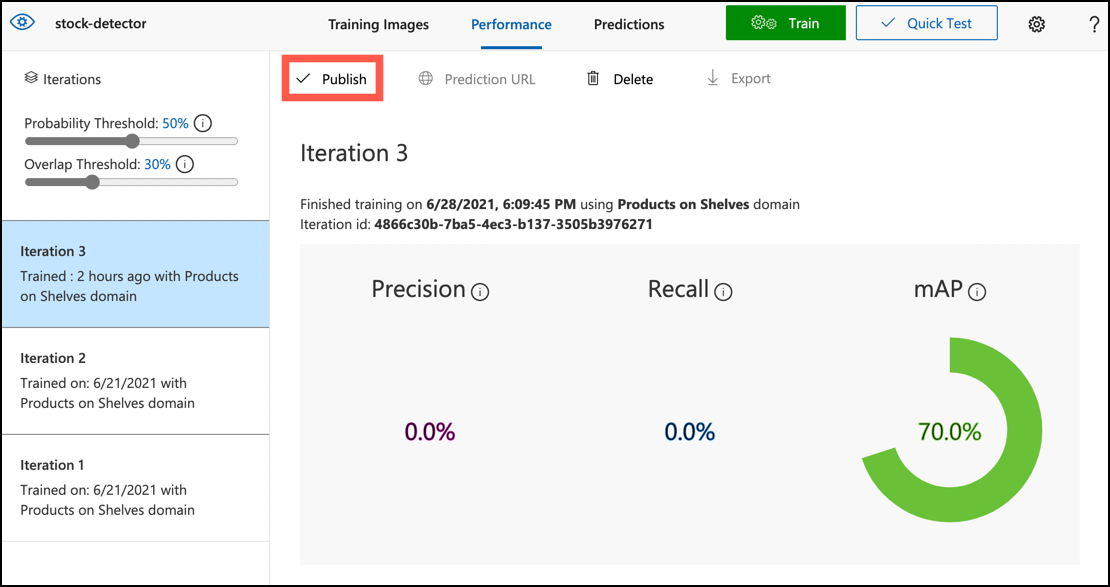 stock-detector
Training Images
Performance
Predictions
Train
Quick Test
?
Iterations
Probability Threshold: 50%
Overlap Threshold: 30%
Iteration 3
Trained : 2 hours ago with Products
on Shelves domain
Iteration 2
Trained on: 6/21/2021 with
Products on Shelves domain
Iteration 1
Trained on: 6/21/2021 with
Products on Shelves domain
Publish
Prediction URL
Delete
Export
Iteration 3
Finished training on 6/28/2021, 6:09:45 PM using Products on Shelves domain
Iteration id: 4866c30b-7ba5-4ec3-b137-3505b3976271
Precision
Recall
mAP
0.0%
0.0%
70.0%